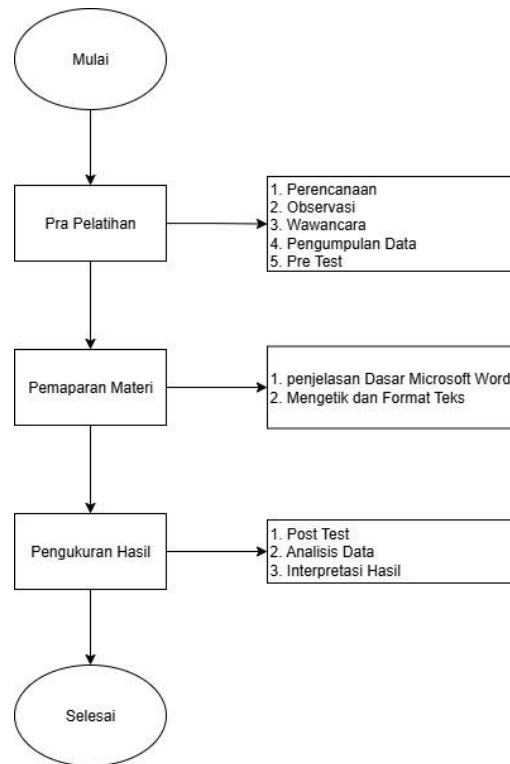 Mulai
Pra Pelatihan
1. Perencanaan
2. Observasi
3. Wawancara
4. Pengumpulan Data
5. Pre Test
Pemaparan Materi
1. penjelasan Dasar Microsoft Word
2. Mengetik dan Format Teks
Pengukuran Hasil
1. Post Test
2. Analisis Data
3. Interpretasi Hasil
Selesai